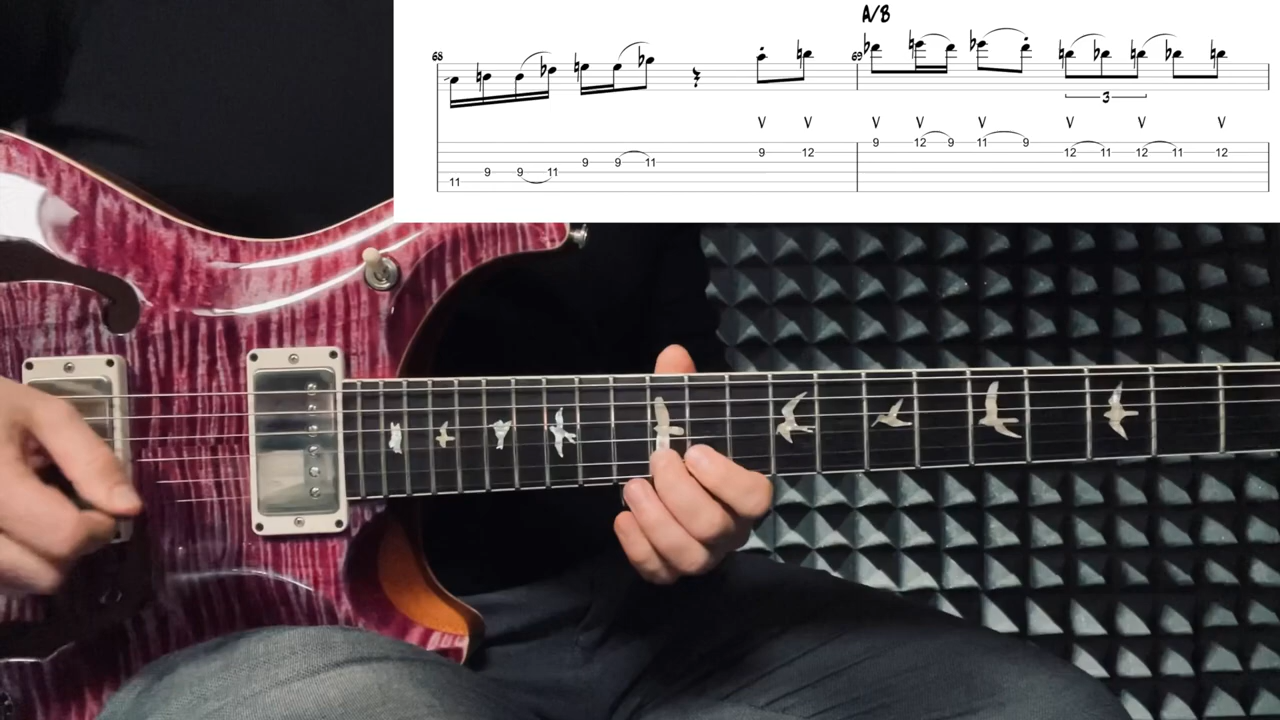 A/B
68
69
3
V V V V V V V V
9 12 9 11 9
9 12 12 11 12 11 12
9 9 11
9 9 11
11